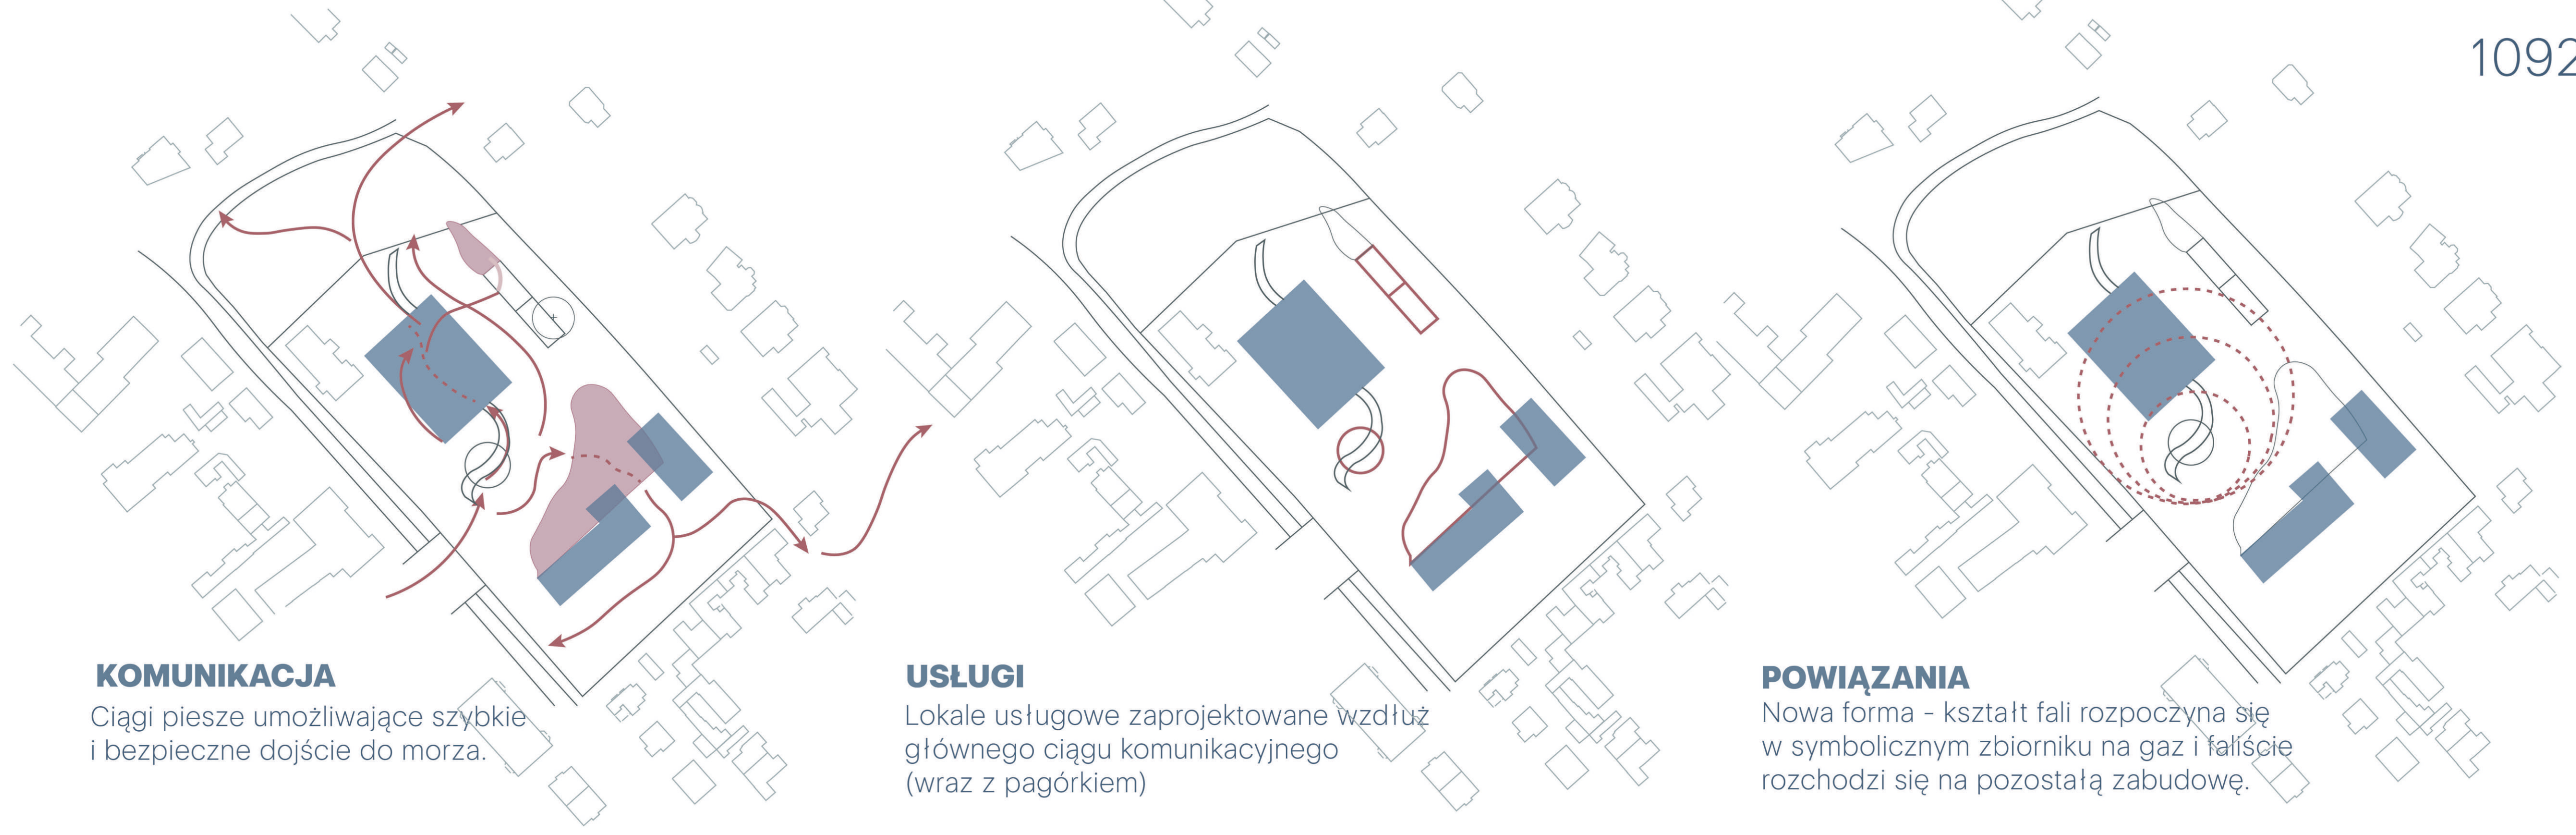 1092
KOMUNIKACJA
Ciągi piesze umożliwiające szybkie
i bezpieczne dojście do morza.
USŁUGI
Lokale usługowe zaprojektowane wzdłuż
głównego ciągu komunikacyjnego
(wraz z pagórkiem)
POWIĄZANIA
Nowa forma - kształt fali rozpoczyna się
w symbolicznym zbiorniku na gaz i faliście
rozchodzi się na pozostałą zabudowę.